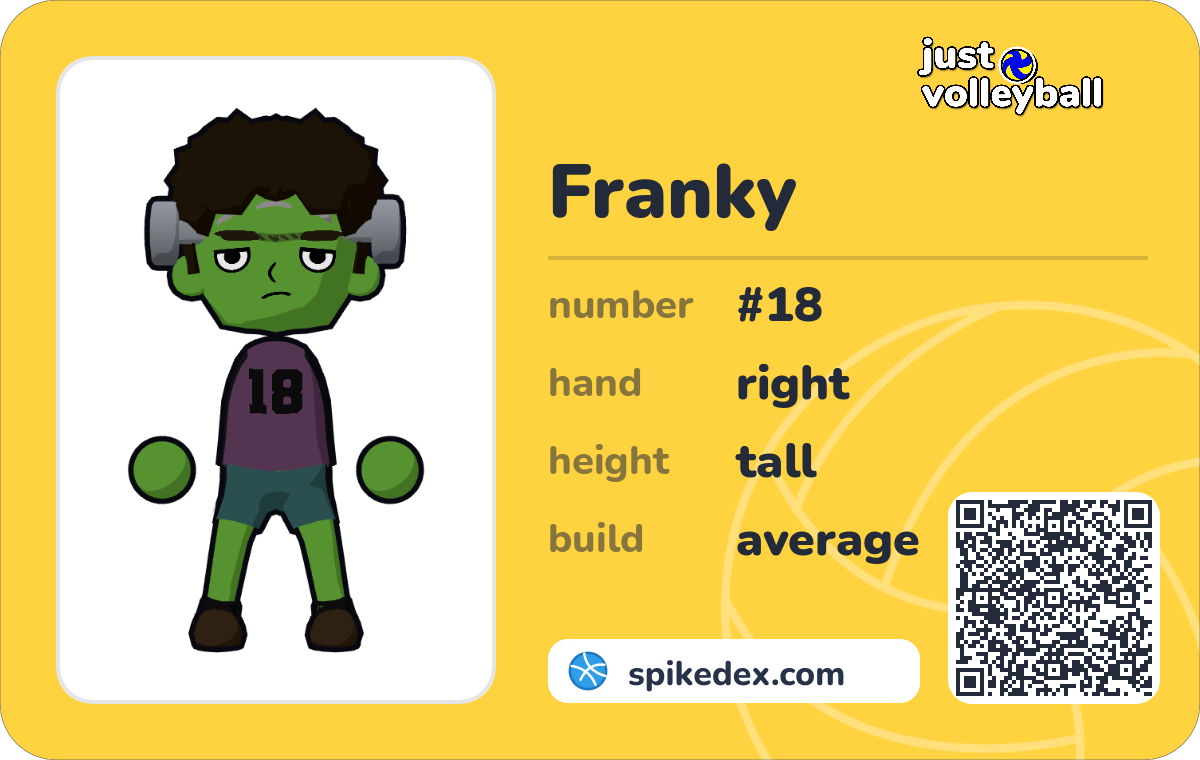 just
volleyball
Franky
number #18
hand right
height tall
build average
18
spikedex.com